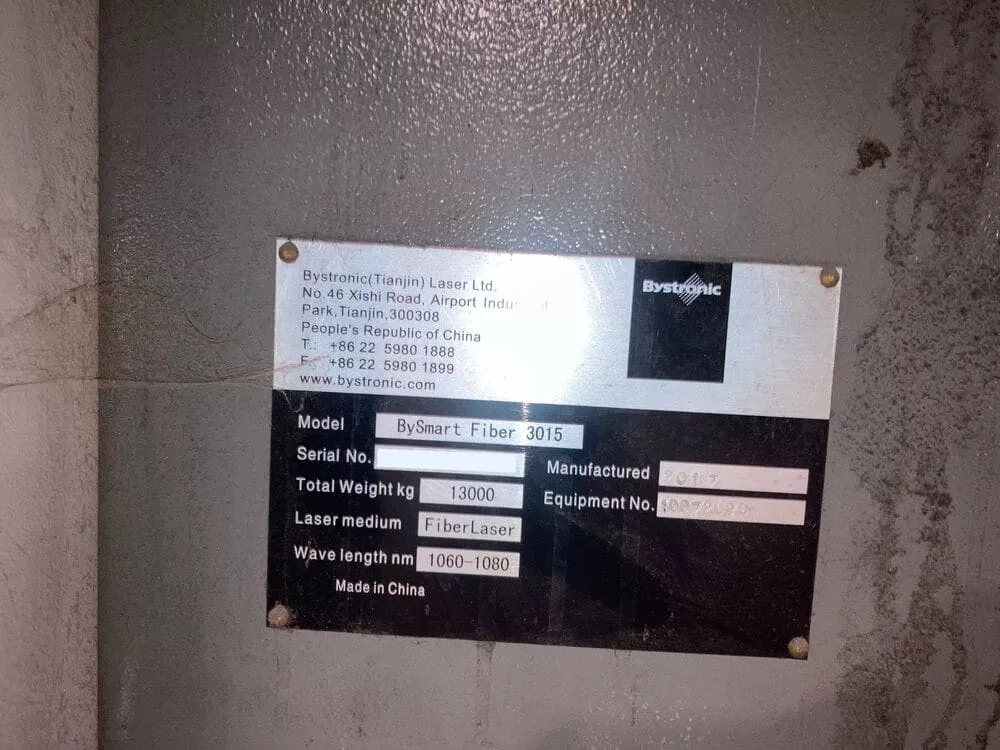 Bystronic(Tianjin) Laser Ltd.
No.46 Xishi Road, Airport
Park,Tianjin,300308
People's Republic of China
T.: +86 22 5980 1888
F.: +86 22 5980 1899
www.bystronic.com
Bystronic
Model BySmart Fiber 3015
Serial No.
Total Weight kg 13000
Laser medium FiberLaser
Wave length nm 1060-1080
Made in China
Manufactured 2017
Equipment No.